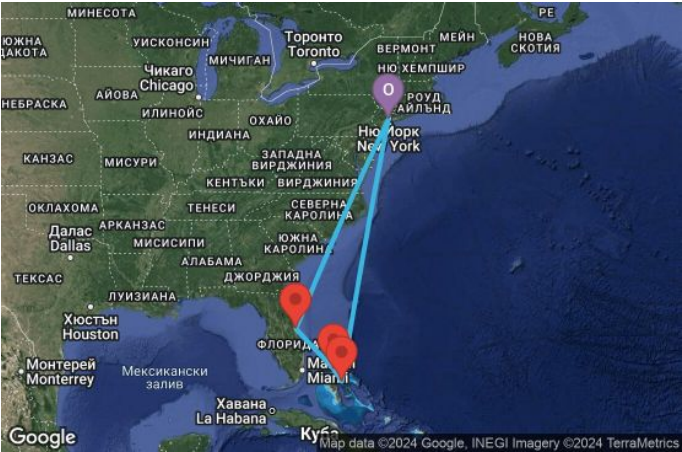 МИНЕСОТА
PE
МЕЙН
НОВА
СКОТИЯ
ЮЖНА
ДАКОТА
УИСКОНСИН
Торонто
Toronto
ВЕРМОНТ
МИЧИГАН
НЮ ХЕМПШИР
Чикаго
Chicago
АЙОВА
НЕБРАСКА
O
РОУД
АЙЛЪНД
ИЛИНОЙС
ОХАЙО
ИНДИАНА
Ню Йорк
New York
КАНЗАС
МИСУРИ
ЗАПАДНА
ВИРДЖИНИЯ
КЕНТЪКИ
ВИРДЖИНИЯ
ОКЛАХОМА
ТЕНЕСИ
СЕВЕРНА
КАРОЛИНА
АРКАНЗАС
Далас
Dallas
МИСИСИПИ
ЮЖНА
КАРОЛИНА
АЛАБАМА
ТЕКСАС
ДЖОРДЖИЯ
ЛУИЗИАНА
Хюстън
Houston
ФЛОРИДА
Miami
Монтерей
Monterrey
Мексикански
залив
Хавана
La Habana
Куба
Google
Map data ©2024 Google, INEGI Imagery ©2024 TerraMetrics